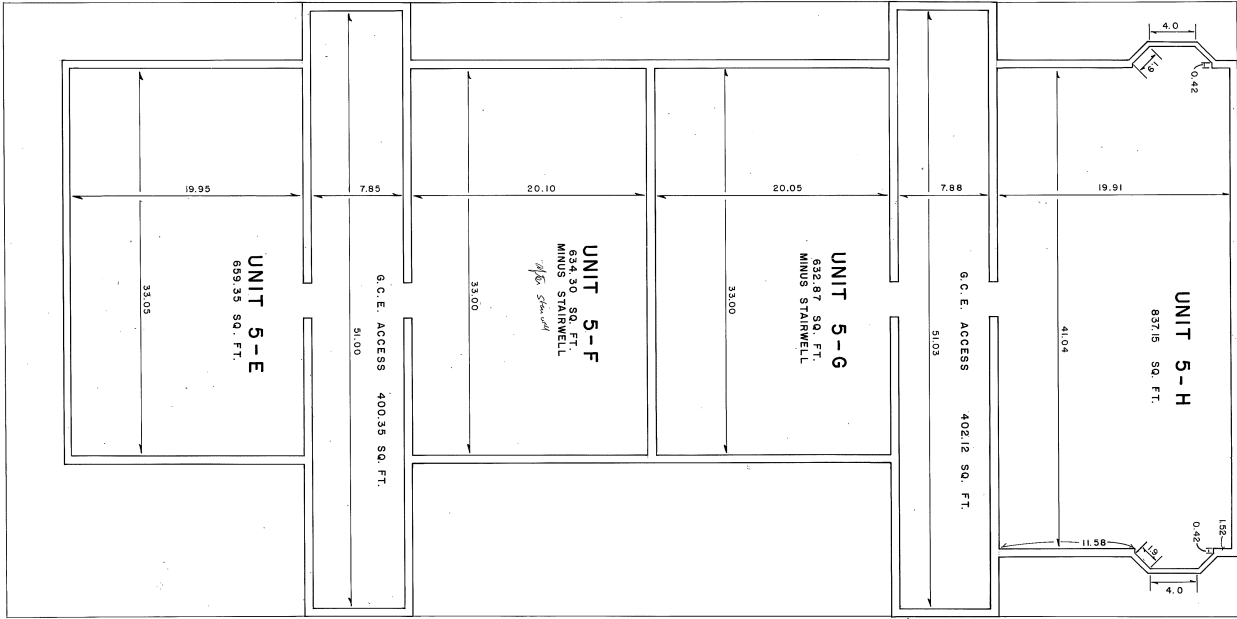 UNIT 5-E
659.35 SQ. FT.
19.95
33.05
G.C.E. ACCESS 400.35 SQ. FT.
7.85
51.00
UNIT 5-F
634.30 SQ. FT.
MINUS STAIRWELL
20.10
33.00
UNIT 5-G
632.87 SQ. FT.
MINUS STAIRWELL
20.05
33.00
G.C.E. ACCESS 402.12 SQ. FT.
7.88
51.03
UNIT 5-H
837.15 SQ. FT.
19.91
41.04
4.0
1.9
0.42
11.58
1.52
0.42
1.9
4.0